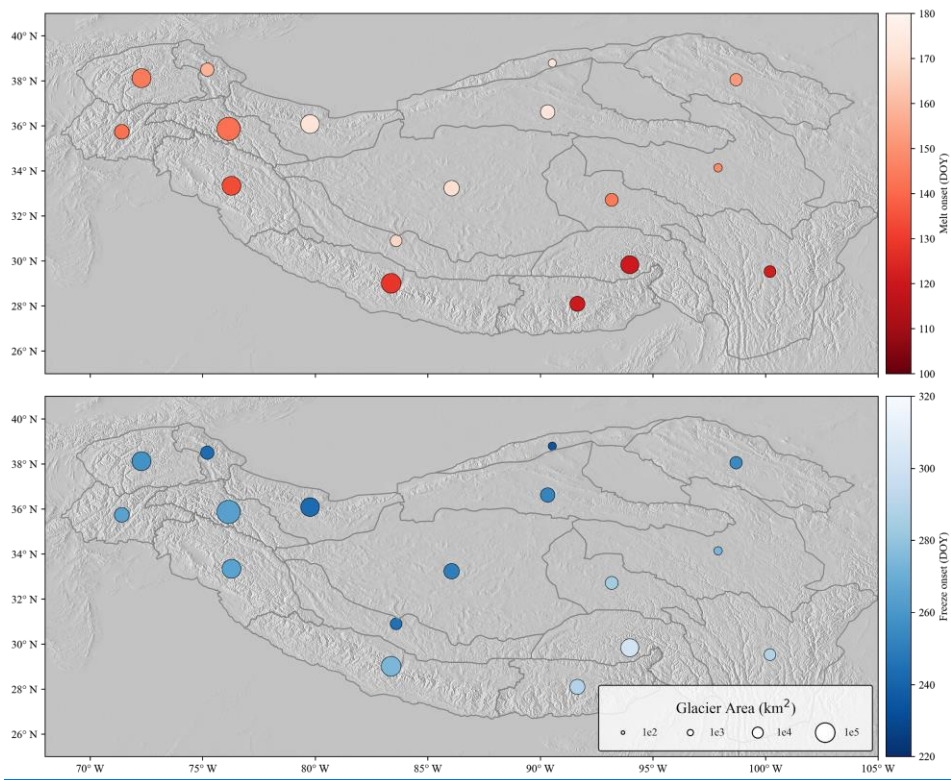 40° N
38° N
36° N
34° N
32° N
30° N
28° N
26° N
180
170
160
150
140
130
120
110
100
Melt onset (DOY)
40° N
38° N
36° N
34° N
32° N
30° N
28° N
26° N
70° W
75° W
80° W
85° W
90° W
95° W
100° W
105° W
320
300
280
260
240
220
Freeze onset (DOY)
Glacier Area (km²)
1e2 1e3 1e4 1e5